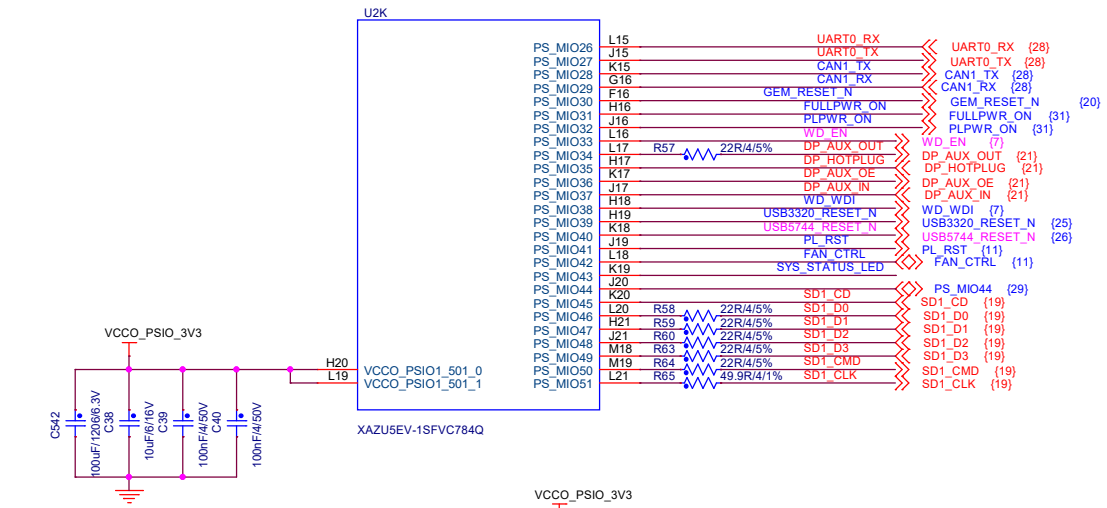 U2K
PS_MIO26 L15 UART0_RX UART0_RX {28}
PS_MIO27 J15 UART0_TX UART0_TX {28}
PS_MIO28 K15 CAN1_TX CAN1_TX {28}
PS_MIO29 G16 CAN1_RX CAN1_RX {28}
PS_MIO30 F16 GEM_RESET_N GEM_RESET_N {20}
PS_MIO31 H16 FULLPWR_ON FULLPWR_ON {31}
PS_MIO32 J16 PLPWR_ON PLPWR_ON {31}
PS_MIO33 L16 WD_EN WD_EN {7}
PS_MIO34 L17 R57 22R/4/5% DP_AUX_OUT DP_AUX_OUT {21}
PS_MIO35 H17 DP_HOTPLUG DP_HOTPLUG {21}
PS_MIO36 K17 DP_AUX_OE DP_AUX_OE {21}
PS_MIO37 J17 DP_AUX_IN DP_AUX_IN {21}
PS_MIO38 H18 WD_WDI WD_WDI {7}
PS_MIO39 H19 USB3320_RESET_N USB3320_RESET_N {25}
PS_MIO40 K18 USB5744_RESET_N USB5744_RESET_N {26}
PS_MIO41 J19 PL_RST PL_RST {11}
PS_MIO42 L18 FAN_CTRL FAN_CTRL {11}
PS_MIO43 K19 SYS_STATUS_LED
PS_MIO44 J20 PS_MIO44 {29}
PS_MIO45 K20 SD1_CD SD1_CD {19}
PS_MIO46 L20 R58 22R/4/5% SD1_D0 SD1_D0 {19}
PS_MIO47 H21 R59 22R/4/5% SD1_D1 SD1_D1 {19}
PS_MIO48 J21 R60 22R/4/5% SD1_D2 SD1_D2 {19}
PS_MIO49 M18 R63 22R/4/5% SD1_D3 SD1_D3 {19}
PS_MIO50 M19 R64 22R/4/5% SD1_CMD SD1_CMD {19}
PS_MIO51 L21 R65 49.9R/4/1% SD1_CLK SD1_CLK {19}
VCCO_PSIO_3V3
H20 VCCO_PSIO1_501_0
L19 VCCO_PSIO1_501_1
C542
100uF/1206/6.3V
C38
10uF/6/16V
C39
100nF/4/50V
C40
100nF/4/50V
XAZU5EV-1SFVC784Q
VCCO_PSIO_3V3